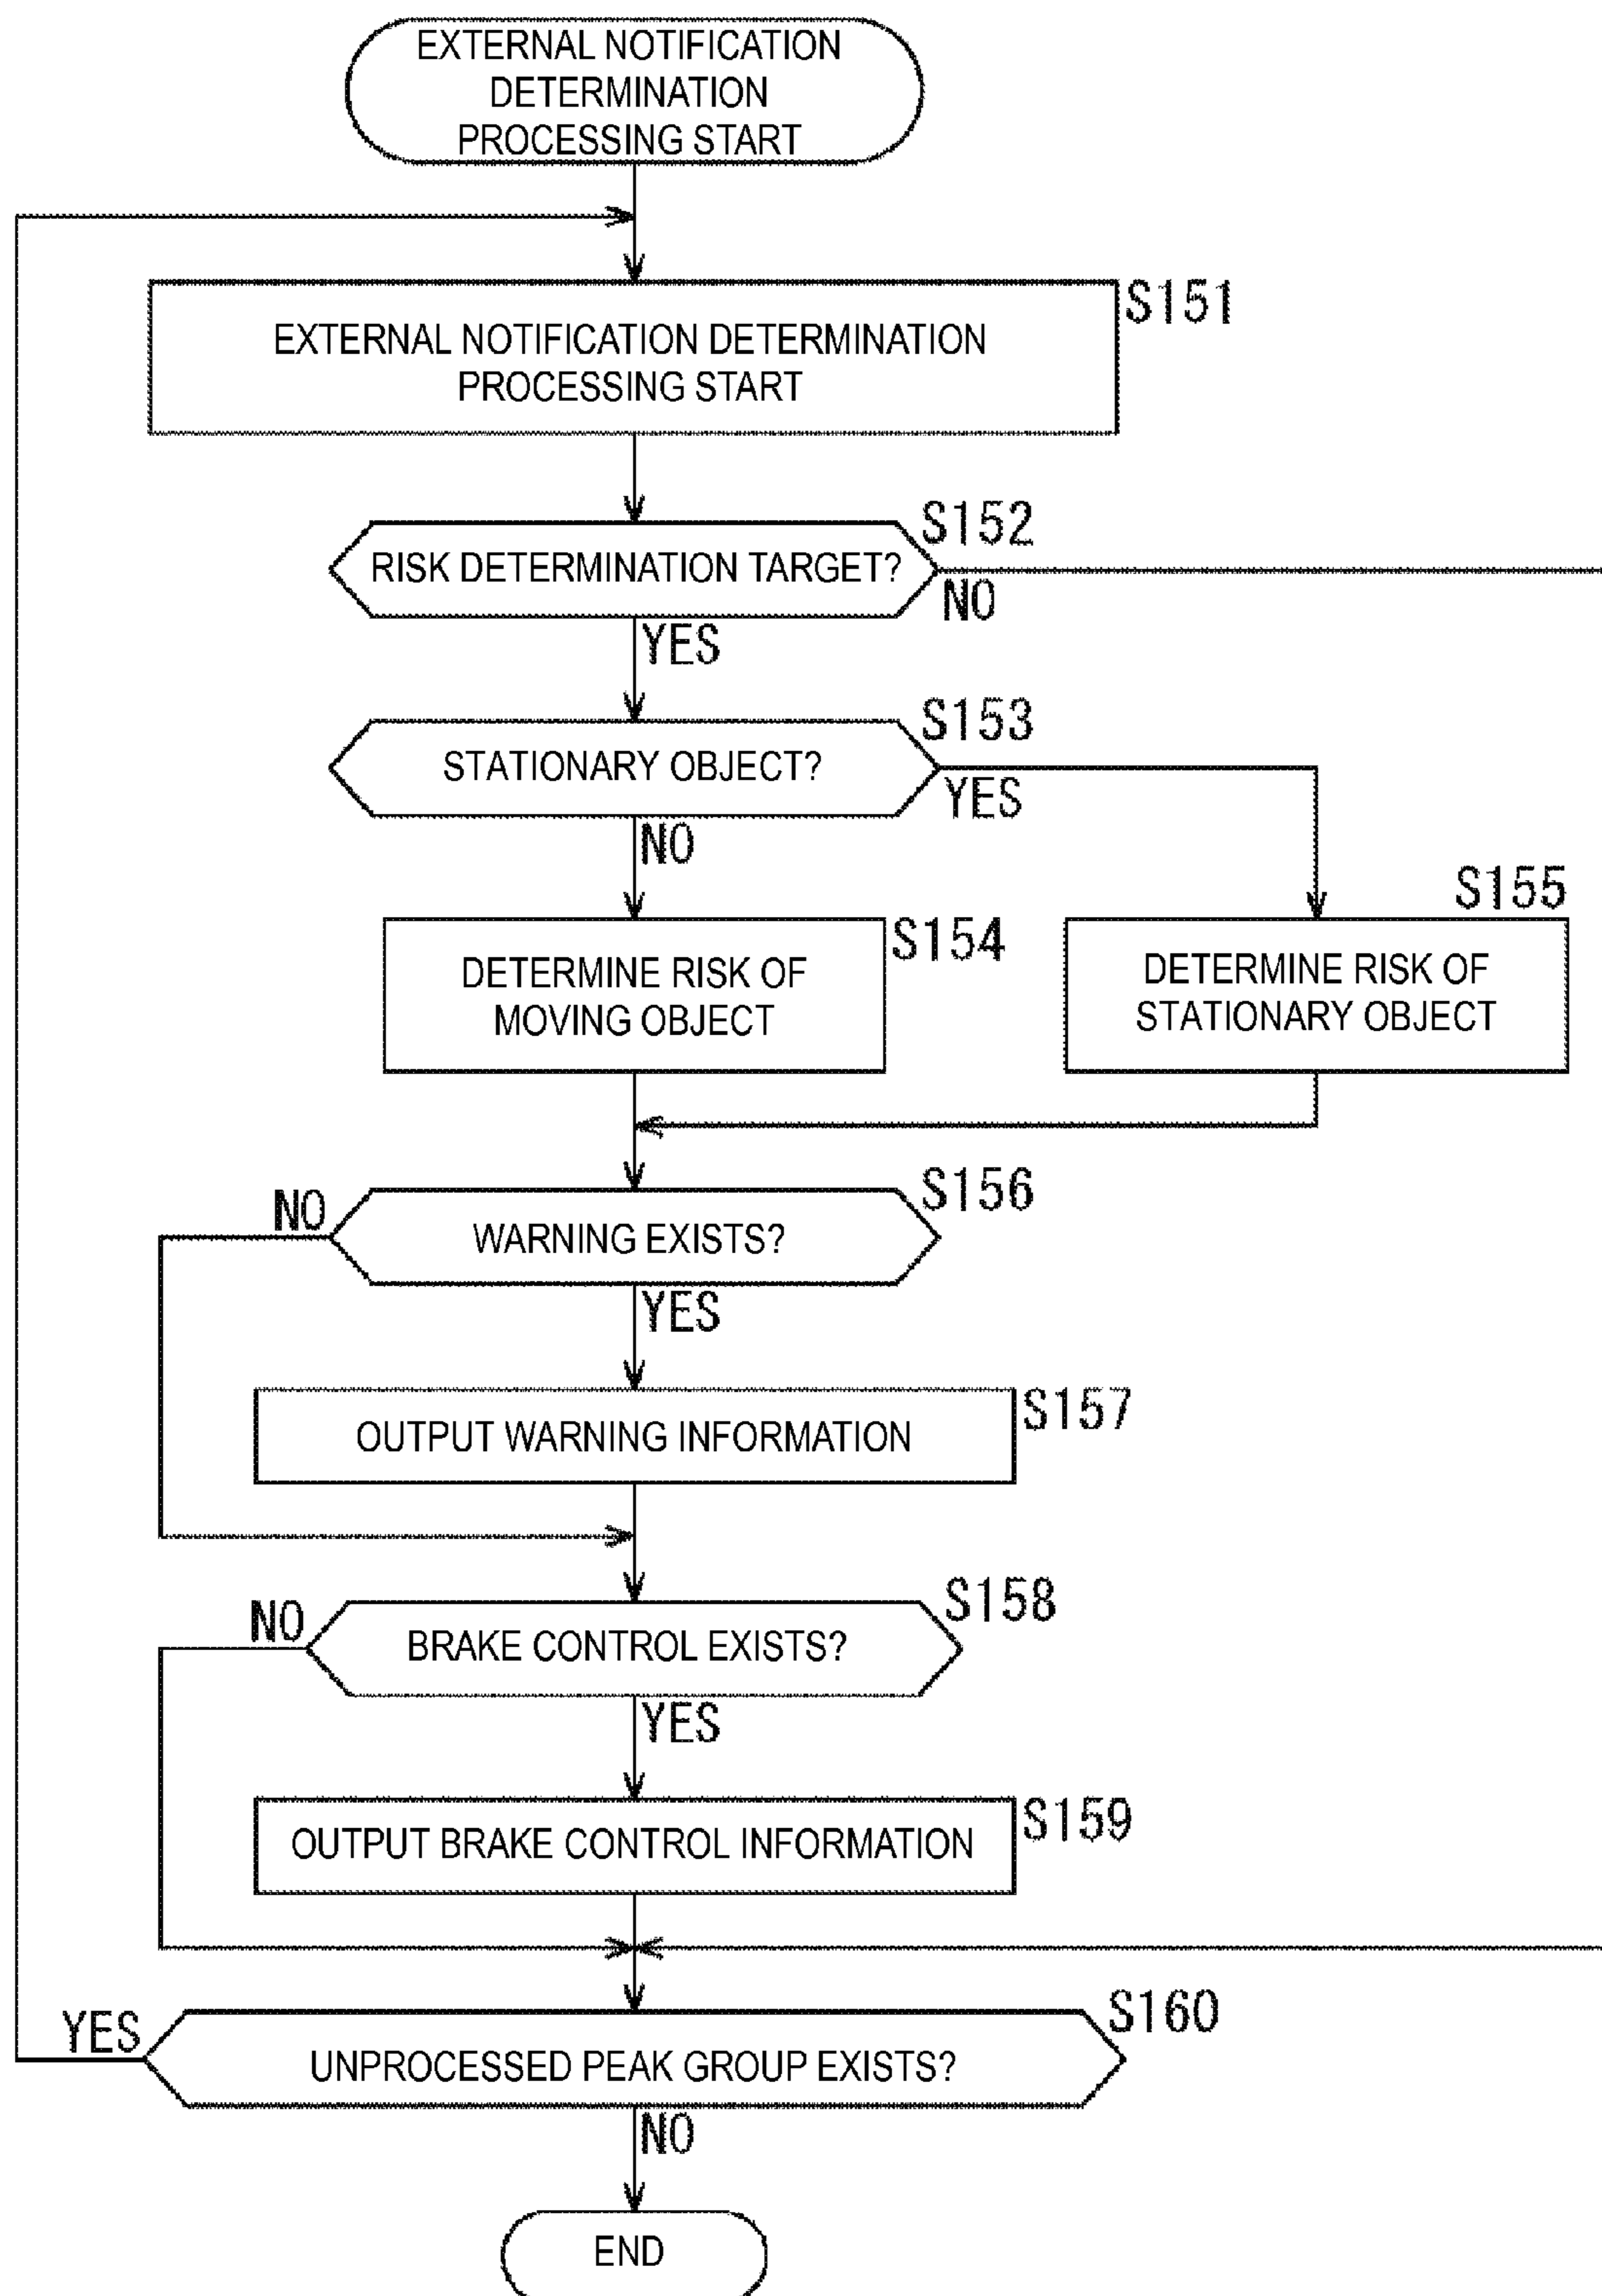 EXTERNAL NOTIFICATION
DETERMINATION
PROCESSING START
S151
EXTERNAL NOTIFICATION DETERMINATION
PROCESSING START
S152
RISK DETERMINATION TARGET?
NO
YES
S153
STATIONARY OBJECT?
YES
NO
S154
DETERMINE RISK OF
MOVING OBJECT
S155
DETERMINE RISK OF
STATIONARY OBJECT
S156
NO
WARNING EXISTS?
YES
S157
OUTPUT WARNING INFORMATION
S158
NO
BRAKE CONTROL EXISTS?
YES
S159
OUTPUT BRAKE CONTROL INFORMATION
S160
YES
UNPROCESSED PEAK GROUP EXISTS?
NO
END